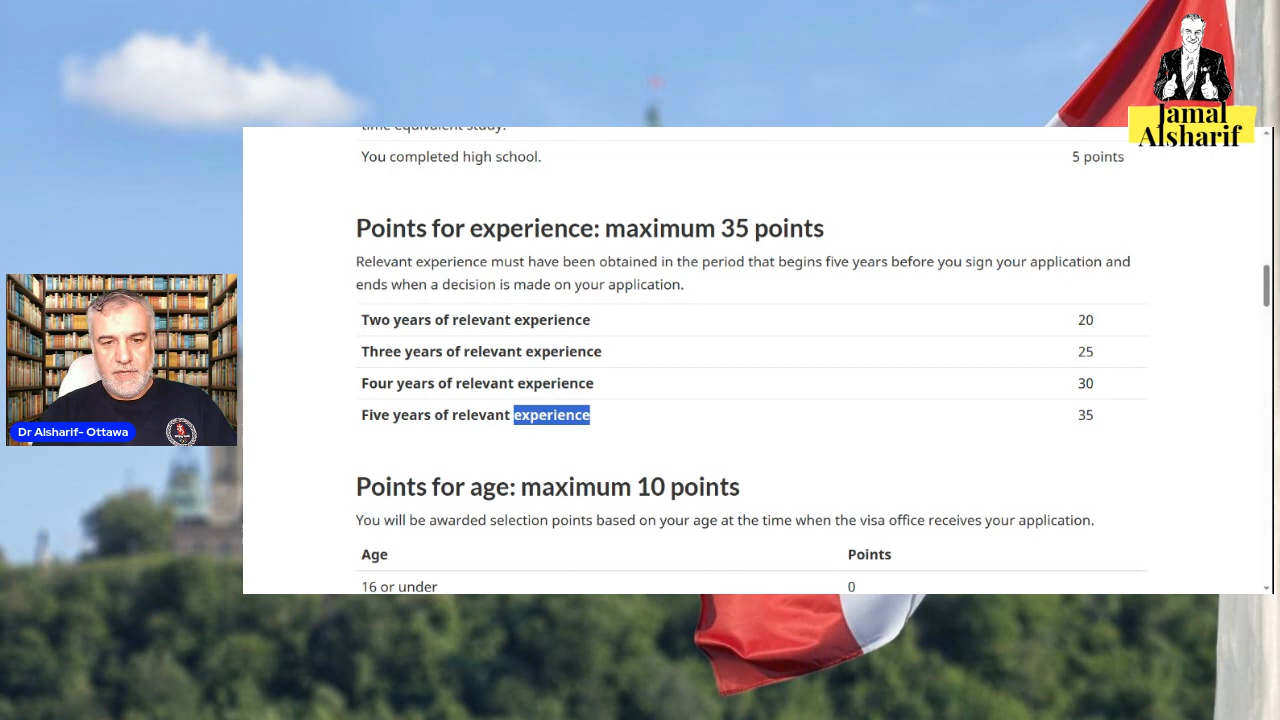 Jamal
Alsharif
time equivalent study.
You completed high school. 5 points
Points for experience: maximum 35 points
Relevant experience must have been obtained in the period that begins five years before you sign your application and
ends when a decision is made on your application.
Two years of relevant experience 20
Three years of relevant experience 25
Four years of relevant experience 30
Five years of relevant experience 35
Dr Alsharif- Ottawa
Points for age: maximum 10 points
You will be awarded selection points based on your age at the time when the visa office receives your application.
Age Points
16 or under 0